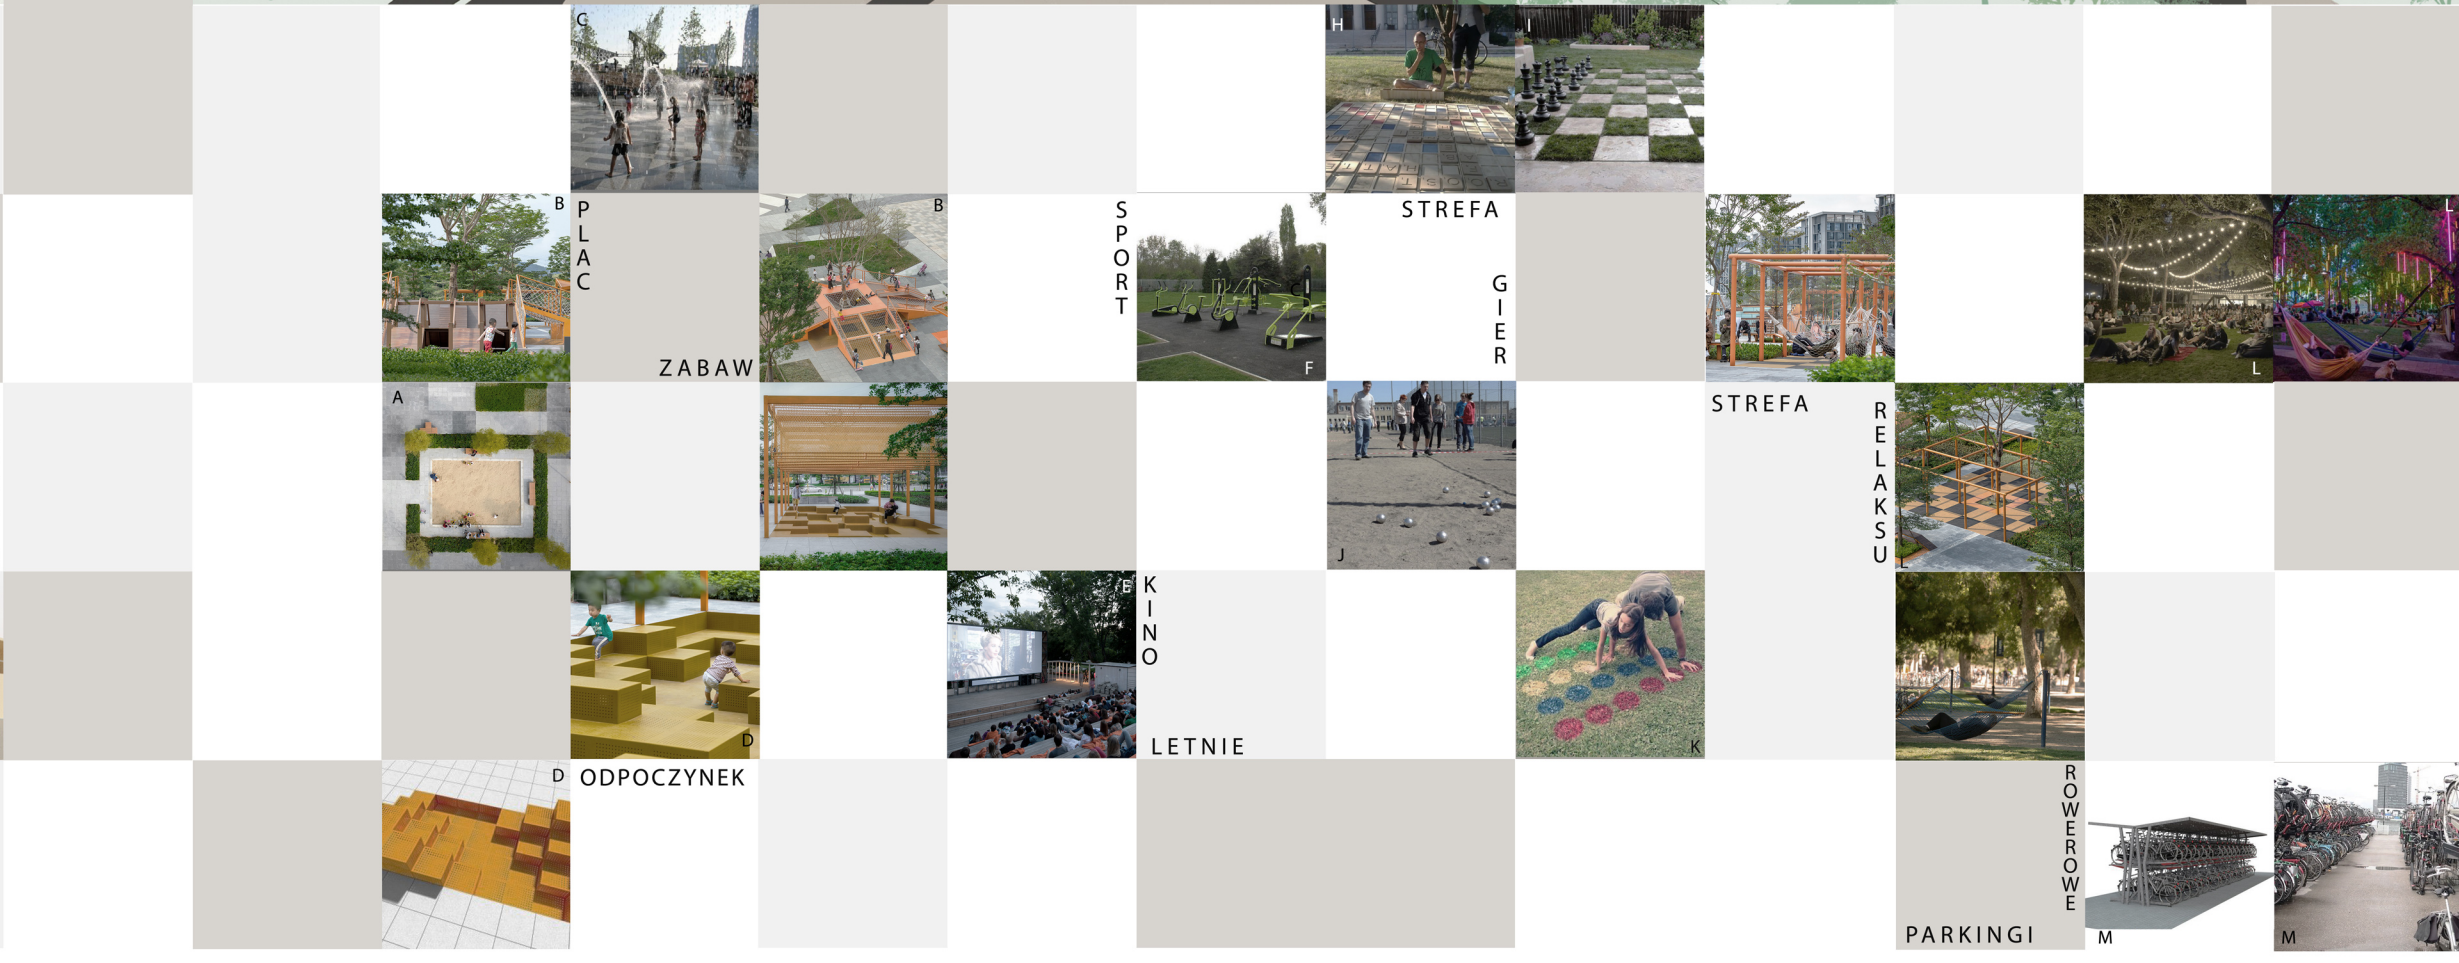 C
H
I
B
PLAC
ZABAW
B
SPORT
F
STREFA
GIER
L
L
A
J
STREFA
RELAKSU
L
D
E
KINO
LETNIE
K
D
ODPOCZYNEK
PARKINGI
ROWEROWE
M
M